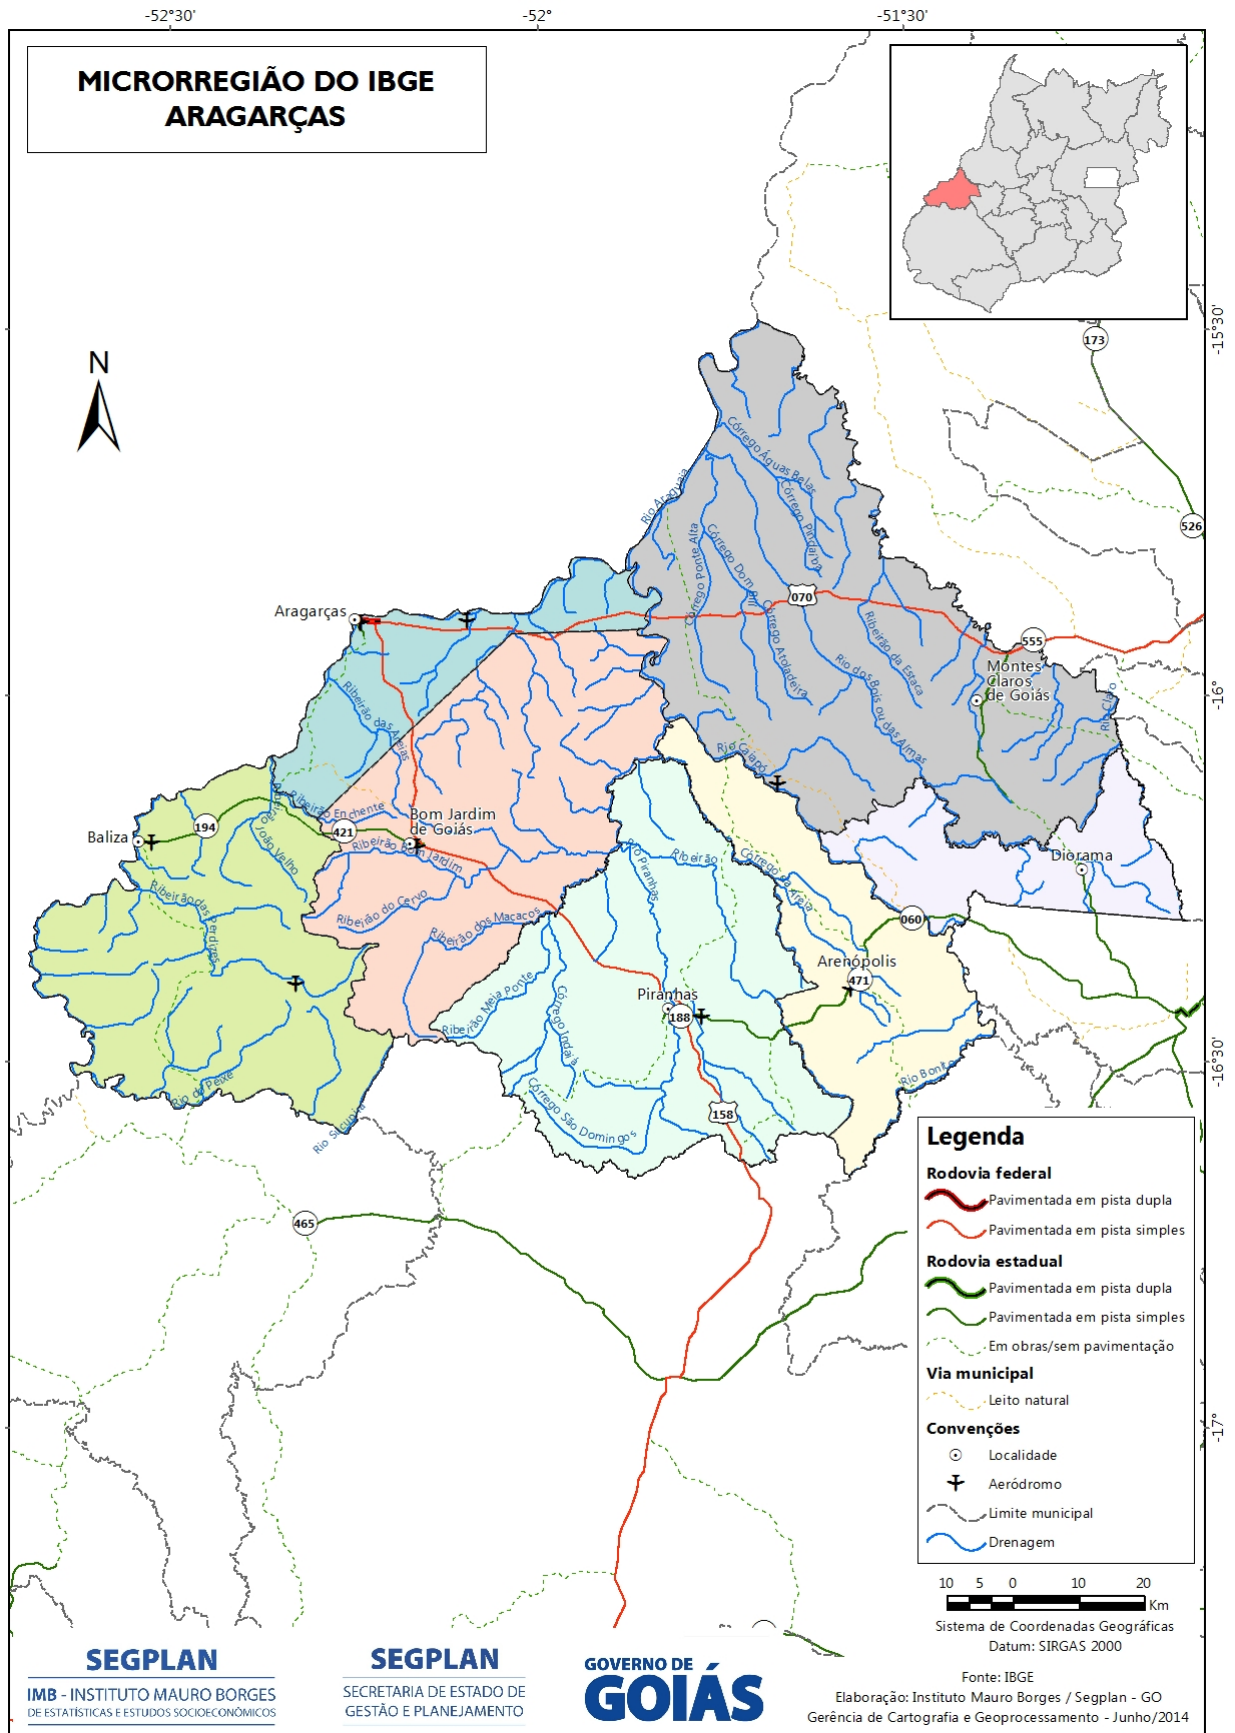 -52°30'
-52°
-51°30'
MICRORREGIÃO DO IBGE
ARAGARÇAS
-15°30'
173
N
526
Córrego Águas Belas
Rio Araguaia
Córrego Pindaíba
Córrego Ponte Alta
Córrego Dom Bill
070
Aragarças
Córrego Atoladeira
Ribeirão da Estaca
555
Montes
Claros
de Goiás
Rio dos Bois ou das Almas
Rio Claro
-16°
Ribeirão das Areias
Rio Caiapó
Ribeirão Enchente
Bom Jardim
de Goiás
194
421
Baliza
João Velho
Ribeirão Bom Jardim
Rio Piranhas
Ribeirão
Córrego da Areia
Diorama
Ribeirão das Perdizes
Ribeirão do Cervo
Ribeirão dos Macacos
060
Arenópolis
471
Ribeirão Meia Ponte
Piranhas
188
Córrego Indaiá
-16°30'
Rio do Peixe
Rio Bonito
Córrego São Domingos
158
Rio Sucupira
465
Legenda
Rodovia federal
Pavimentada em pista dupla
Pavimentada em pista simples
Rodovia estadual
Pavimentada em pista dupla
Pavimentada em pista simples
Em obras/sem pavimentação
Via municipal
Leito natural
Convenções
Localidade
Aeródromo
Limite municipal
Drenagem
-17°
10 5 0 10 20
Km
Sistema de Coordenadas Geográficas
Datum: SIRGAS 2000
Fonte: IBGE
Elaboração: Instituto Mauro Borges / Segplan - GO
Gerência de Cartografia e Geoprocessamento - Junho/2014
SEGPLAN
IMB - INSTITUTO MAURO BORGES
DE ESTATÍSTICAS E ESTUDOS SOCIOECONÔMICOS
SEGPLAN
SECRETARIA DE ESTADO DE
GESTÃO E PLANEJAMENTO
GOVERNO DE
GOIÁS